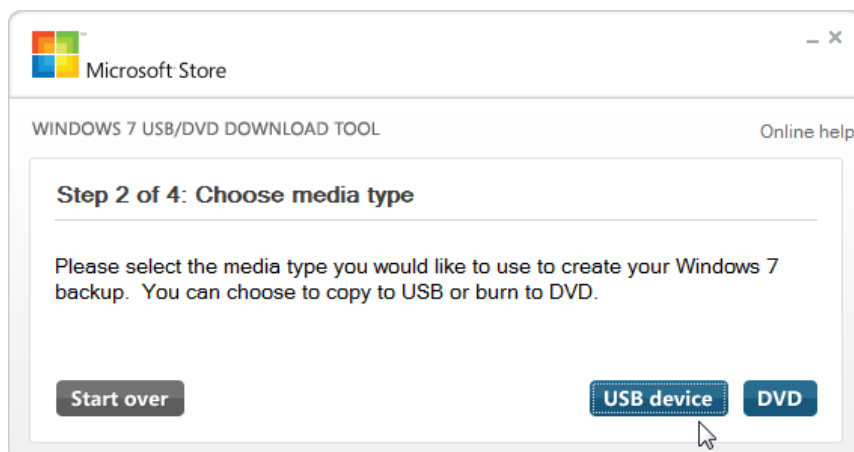 Microsoft Store
WINDOWS 7 USB/DVD DOWNLOAD TOOL
Online help
Step 2 of 4: Choose media type
Please select the media type you would like to use to create your Windows 7
backup. You can choose to copy to USB or burn to DVD.
Start over
USB device
DVD